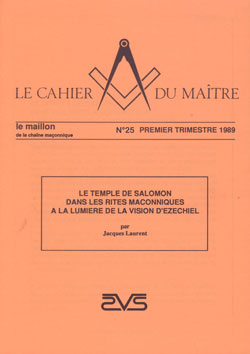 LE CAHIER DU MAÎTRE
le maillon
de la chaîne maçonnique
N°25 PREMIER TRIMESTRE 1989
LE TEMPLE DE SALOMON
DANS LES RITES MACONNIQUES
A LA LUMIERE DE LA VISION D'EZECHIEL
par
Jacques Laurent